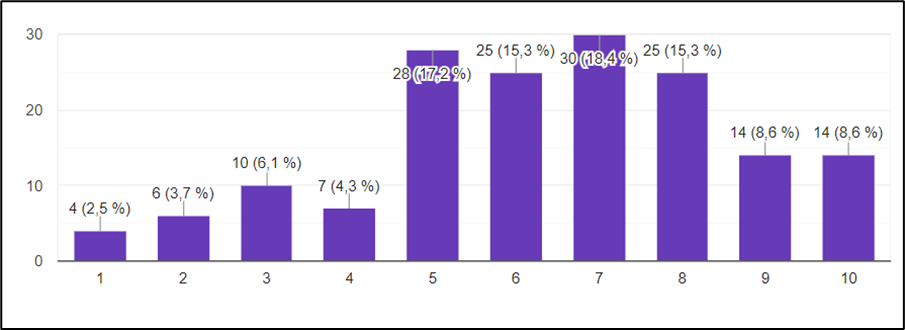 30
20
10
0
4 (2,5 %)
6 (3,7 %)
10 (6,1 %)
7 (4,3 %)
28 (17,2 %)
25 (15,3 %)
30 (18,4 %)
25 (15,3 %)
14 (8,6 %)
14 (8,6 %)
1 2 3 4 5 6 7 8 9 10